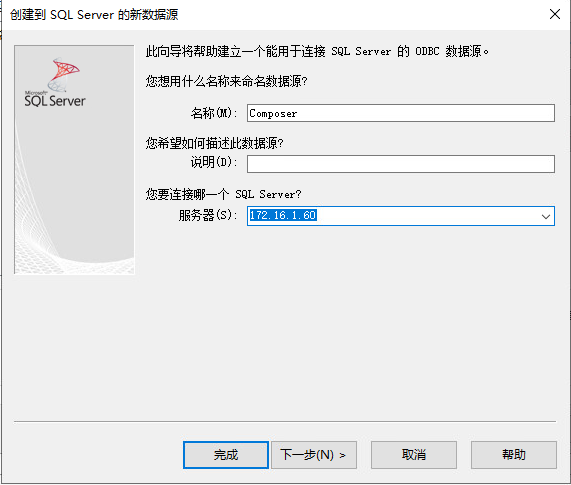 创建到 SQL Server 的新数据源
此向导将帮助建立一个能用于连接 SQL Server 的 ODBC 数据源。
Microsoft
SQL Server
您想用什么名称来命名数据源?
名称(M): Composer
您希望如何描述此数据源?
说明(D):
您要连接哪一个 SQL Server?
服务器(S): 172.16.1.60
完成 下一步(N) > 取消 帮助